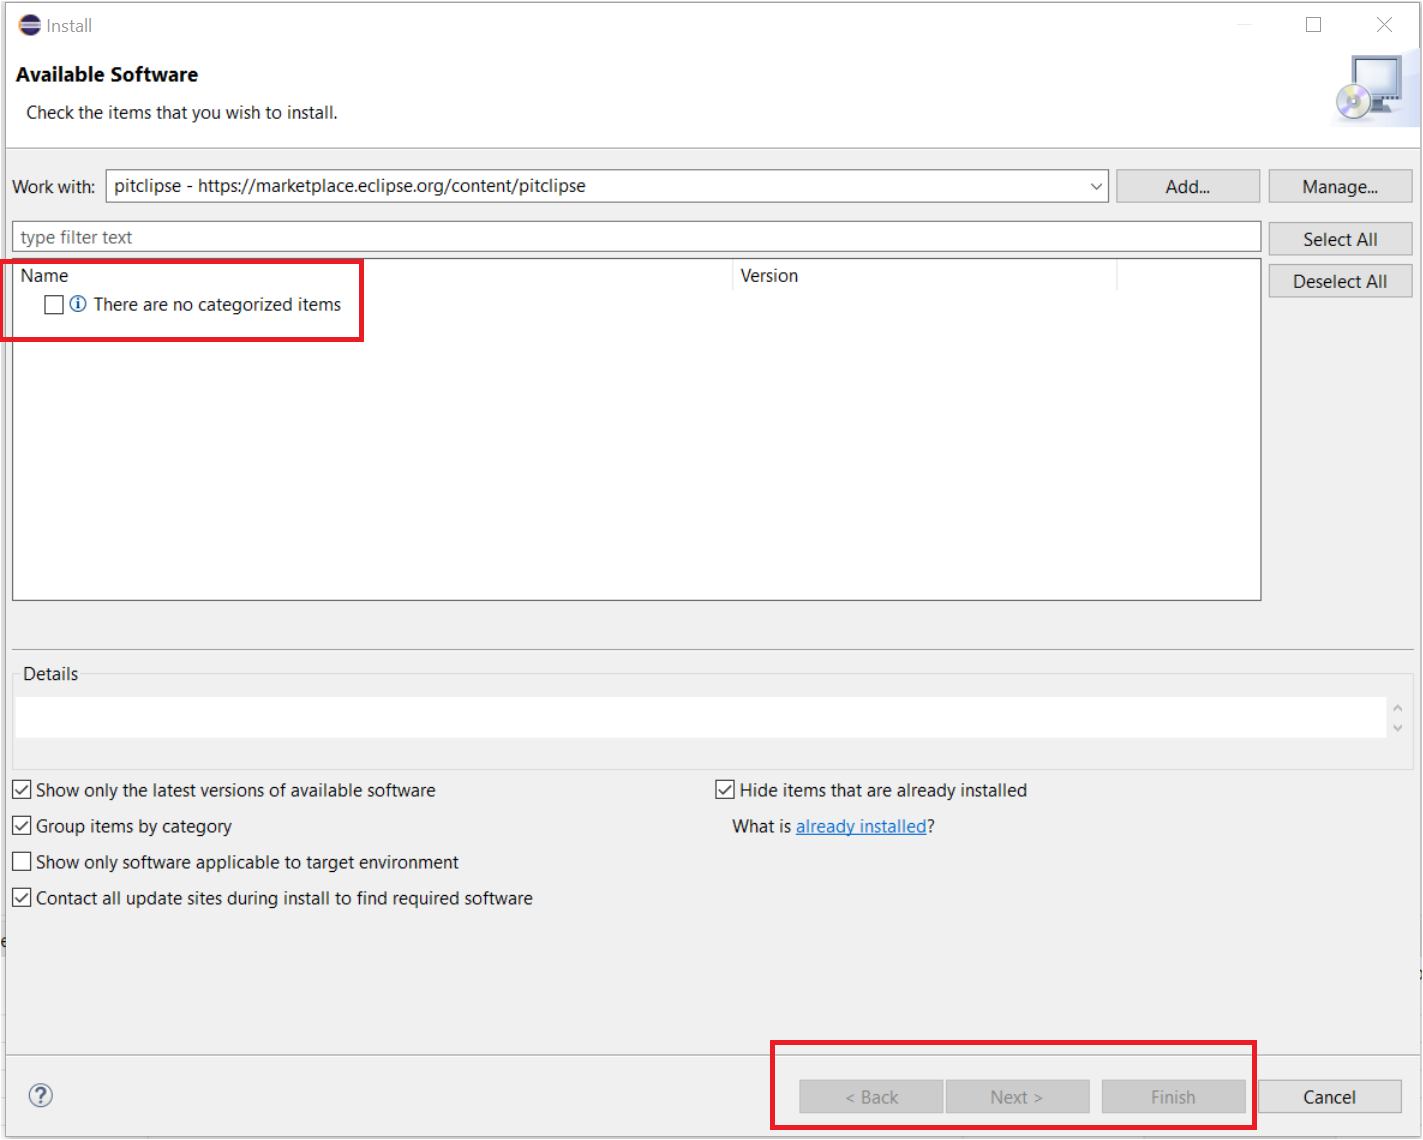 Install
Available Software
Check the items that you wish to install.
Work with: pitclipse - https://marketplace.eclipse.org/content/pitclipse Add... Manage...
type filter text Select All
Name Version Deselect All
There are no categorized items
Details
Show only the latest versions of available software Hide items that are already installed
Group items by category What is already installed?
Show only software applicable to target environment
Contact all update sites during install to find required software
? < Back Next > Finish Cancel